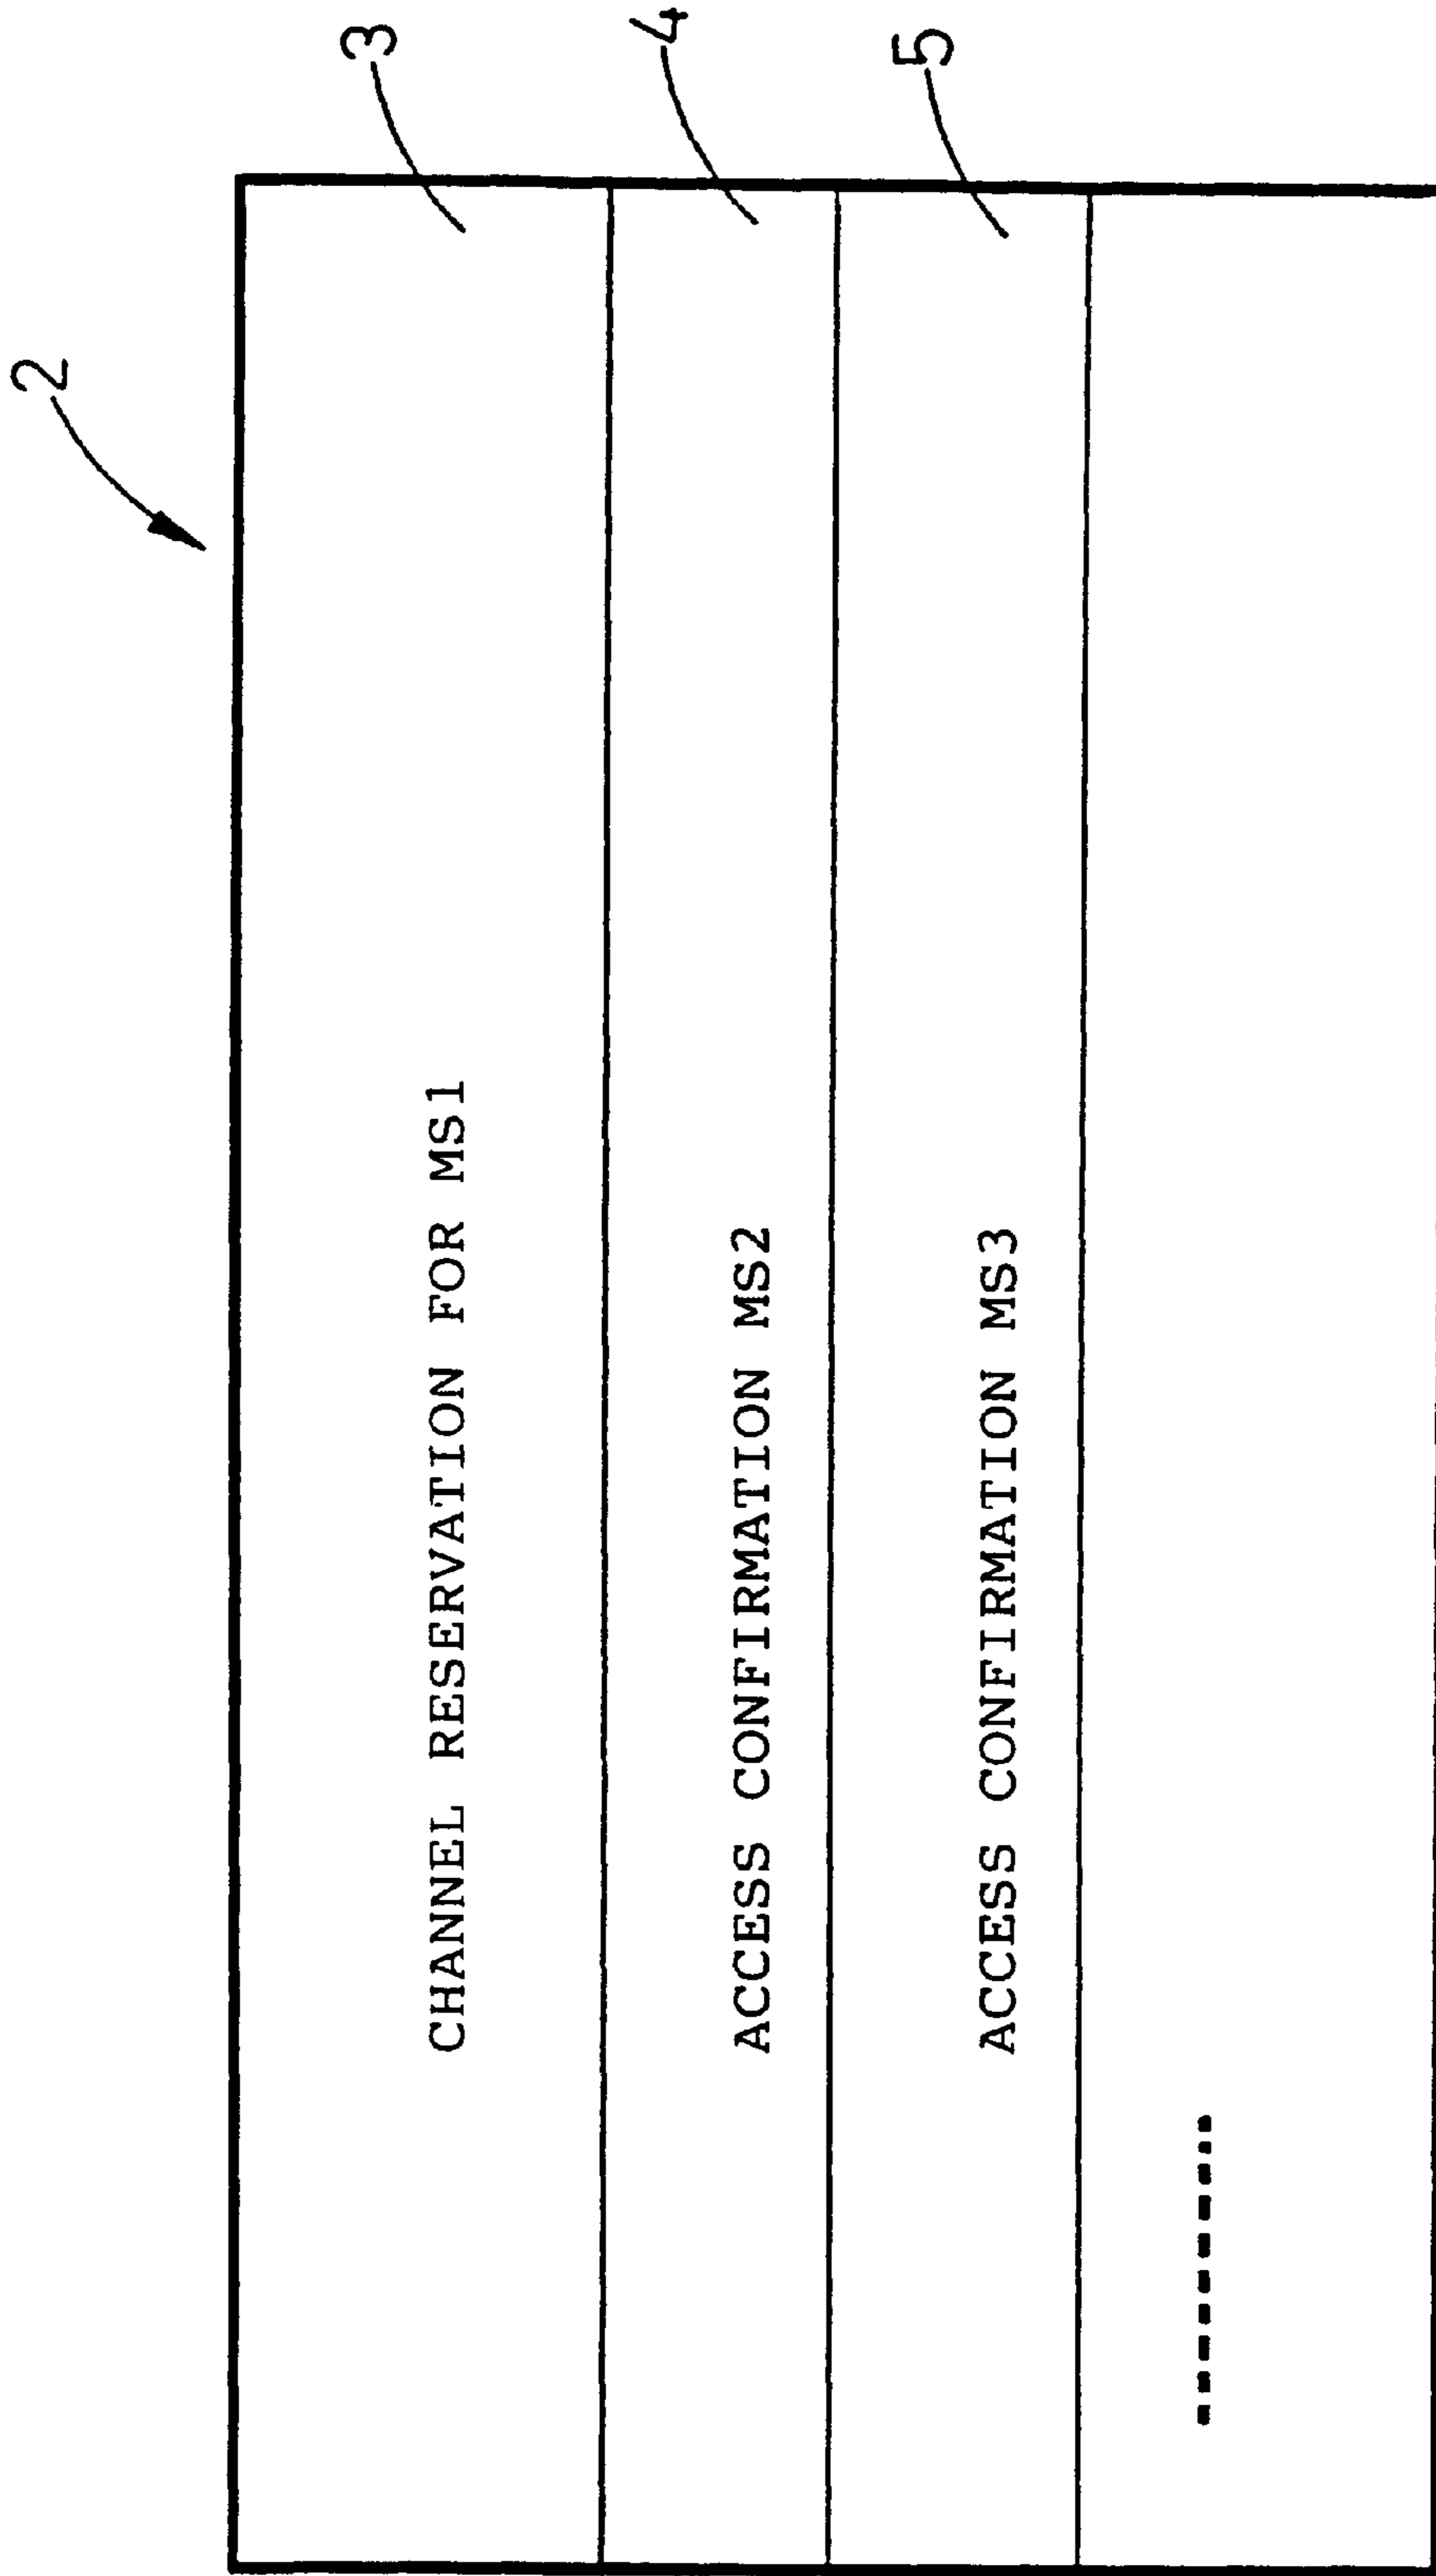 2
CHANNEL RESERVATION FOR MS1
3
ACCESS CONFIRMATION MS2
4
ACCESS CONFIRMATION MS3
5